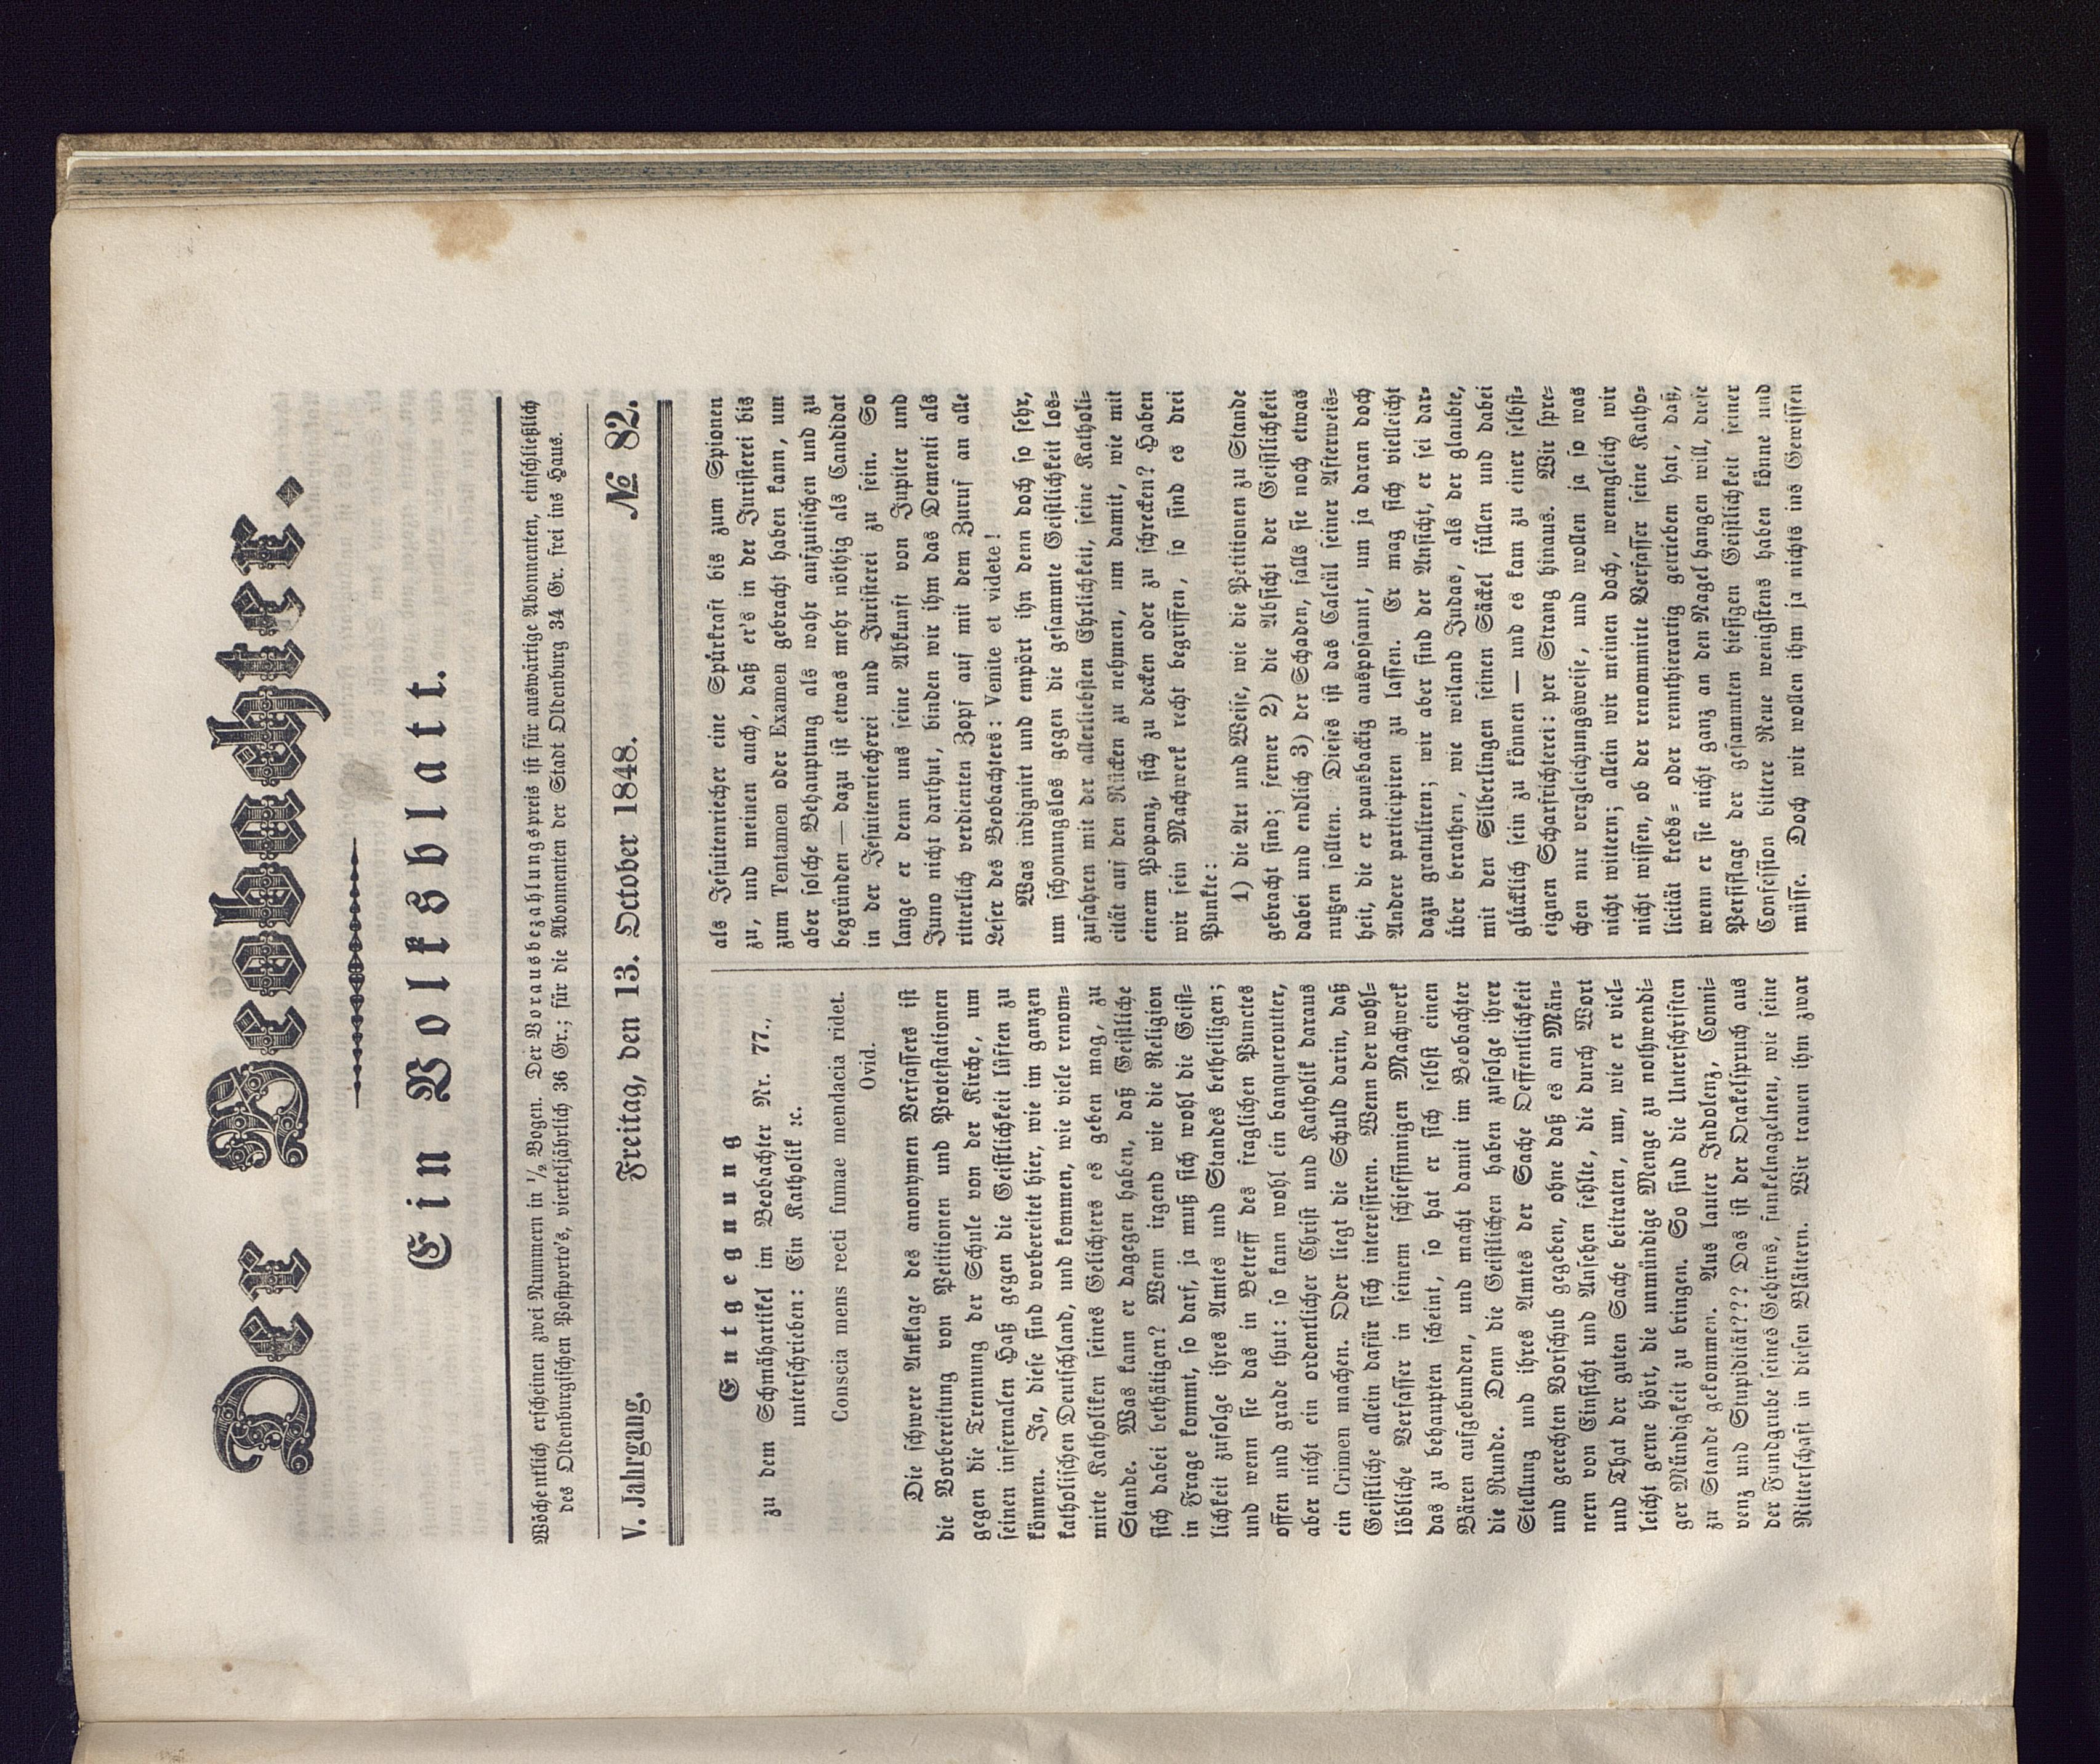 Der Beobachter.
Ein Volksblatt.
Wöchentlich erscheinen zwei Nummern in 1/2 Bogen. Der Vorausbezahlungspreis ist für auswärtige Abonnenten, einschließlich
des Oldenburgischen Postporto's, vierteljährlich 36 Gr.; für die Abonnenten der Stadt Oldenburg 34 Gr. frei ins Haus.
V. Jahrgang. Freitag, den 13. October 1848. № 82.
Entgegnung
zu dem Schmähartikel im Beobachter Nr. 77.,
unterschrieben: Ein Katholik ꝛc.
Conscia mens recti fumae mendacia ridet.
Ovid.
Die schwere Anklage des anonymen Verfassers ist
die Vorbereitung von Petitionen und Protestationen
gegen die Trennung der Schule von der Kirche, um
seinen infernalen Haß gegen die Geistlichkeit lüften zu
können. Ja, diese sind vorbereitet hier, wie im ganzen
katholischen Deutschland, und kommen, wie viele renom-
mirte Katholiken seines Gelichters es geben mag, zu
Stande. Was kann er dagegen haben, daß Geistliche
sich dabei bethätigen? Wenn irgend wie die Religion
in Frage kommt, so darf, ja muß sich wohl die Geist-
lichkeit zufolge ihres Amtes und Standes betheiligen;
und wenn sie das in Betreff des fraglichen Punctes
offen und grade thut: so kann wohl ein banquerouttter,
aber nicht ein ordentlicher Christ und Katholik daraus
ein Crimen machen. Oder liegt die Schuld darin, daß
Geistliche allein dafür sich interessiren. Wenn der wohl-
löbliche Verfasser in seinem schiefsinnigen Machwerk
das zu behaupten scheint, so hat er sich selbst einen
Bären aufgebunden, und macht damit im Beobachter
die Runde. Denn die Geistlichen haben zufolge ihrer
Stellung und ihres Amtes der Sache Oeffentlichkeit
und gerechten Vorschub gegeben, ohne daß es an Män-
nern von Einsicht und Ansehen fehlte, die durch Wort
und That der guten Sache beitraten, um, wie er viel-
leicht gerne hört, die unmündige Menge zu nothwendi-
ger Mündigkeit zu bringen. So sind die Unterschriften
zu Stande gekommen. Aus lauter Indolenz, Conni-
venz und Stupidität??? Das ist der Orakelspruch aus
der Fundgrube seines Gehirns, funkelnagelneu, wie seine
Ritterschaft in diesen Blättern. Wir trauen ihm zwar
als Jesuitenriecher eine Spürkraft bis zum Spionen
zu, und meinen auch, daß er's in der Juristerei bis
zum Tentamen oder Examen gebracht haben kann, um
aber solche Behauptung als wahr aufzutischen und zu
begründen — dazu ist etwas mehr nöthig als Candidat
in der Jesuitenriecherei und Juristerei zu sein. So
lange er dem uns seine Abkunft von Jupiter und
Juno nicht darthut, binden wir ihm das Dementi als
ritterlich verdienten Zopf auf mit dem Zuruf an alle
Leser des Beobachters: Venite et videte!
Was indignirt und empört ihn denn doch so sehr,
um schonungslos gegen die gesammte Geistlichkeit los-
zufahren mit der allerliebsten Ehrlichkeit, seine Katholi-
cität auf den Rücken zu nehmen, um damit, wie mit
einem Popanz, sich zu decken oder zu schrecken? Haben
wir sein Machwerk recht begriffen, so sind es drei
Punkte:
1) die Art und Weise, wie die Petitionen zu Stande
gebracht sind; ferner 2) die Absicht der Geistlichkeit
dabei und endlich 3) der Schaden, falls sie noch etwas
nutzen sollten. Dieses ist das Calcül seiner Afterweis-
heit, die er pausbackig ausposaunt, um ja daran doch
Andere participiren zu lassen. Er mag sich vielleicht
dazu gratuliren; wir aber sind der Ansicht, er sei dar-
über berathen, wie weiland Judas, als der glaubte,
mit den Silberlingen seinen Säckel füllen und dabei
glücklich sein zu können — und es kam zu einer selbst-
eignen Scharfrichterei: per Strang hinaus. Wir spre-
chen nur vergleichungsweise, und wollen ja so was
nicht wittern; allein wir meinen doch, wenngleich wir
nicht wissen, ob der renommirte Verfasser seine Katho-
licität krebs- oder rennthierartig getrieben hat, daß,
wenn er sie nicht ganz an den Nagel hangen will, diese
Persiflage der gesammten hiesigen Geistlichkeit seiner
Confession bittere Reue wenigstens haben könne und
müsse. Doch wir wollen ihm ja nichts ins Gewissen